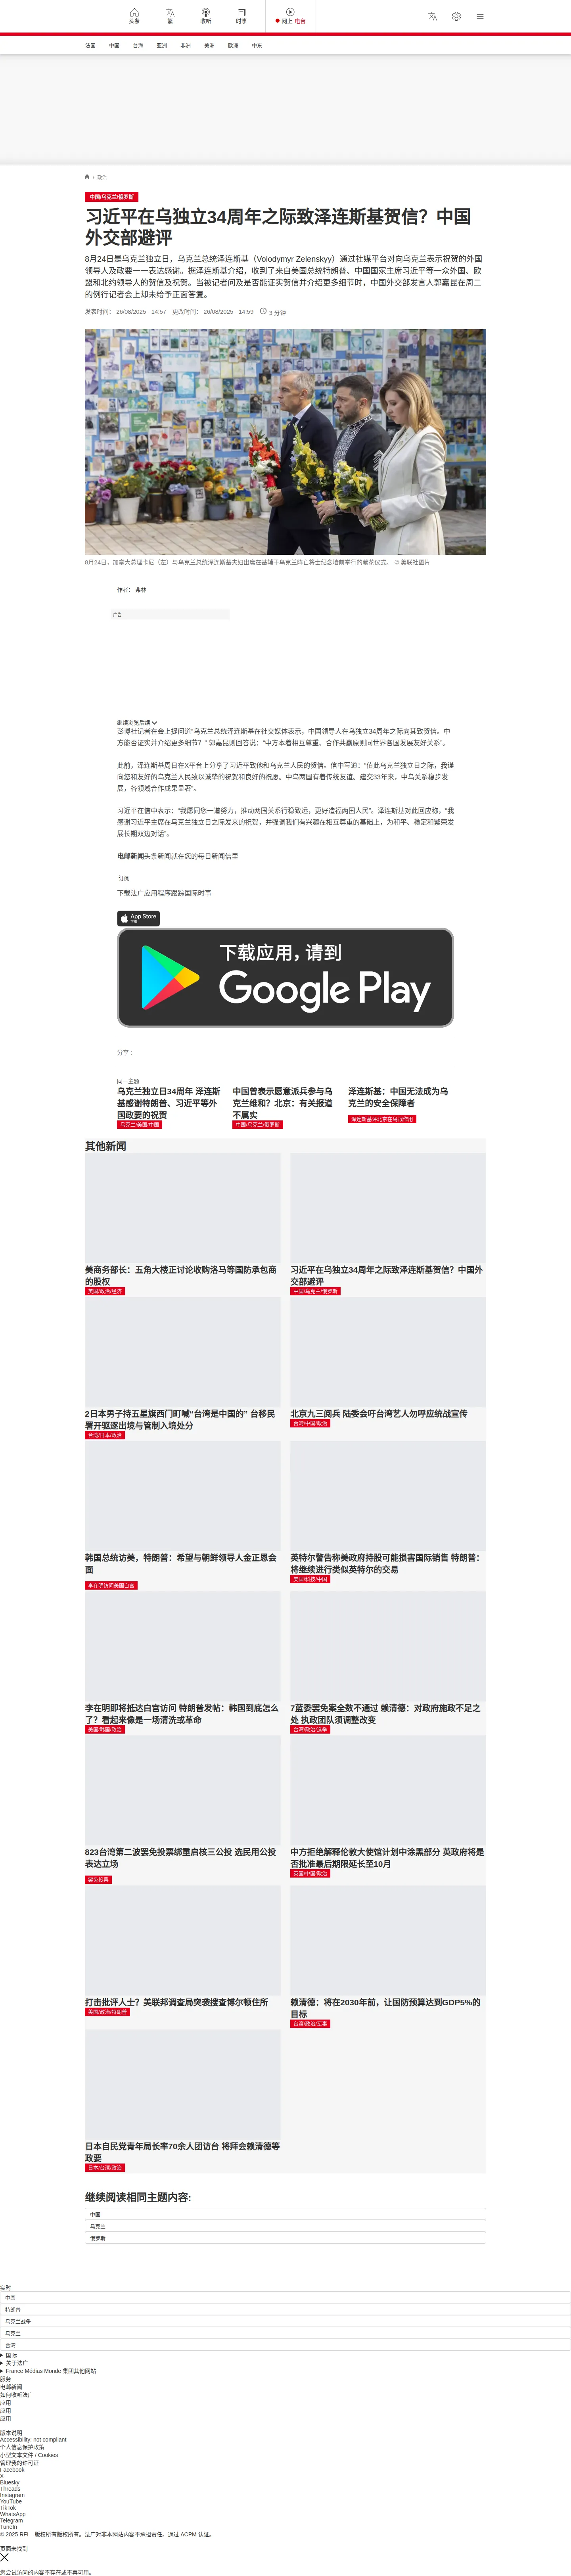 头条
繁
收听
时事
网上 电台
法国
中国
台海
亚洲
非洲
美洲
欧洲
中东
/ 政治
中国/乌克兰/俄罗斯
习近平在乌独立34周年之际致泽连斯基贺信？中国
外交部避评
8月24日是乌克兰独立日，乌克兰总统泽连斯基（Volodymyr Zelenskyy）通过社媒平台对向乌克兰表示祝贺的外国
领导人及政要一一表达感谢。据泽连斯基介绍，收到了来自美国总统特朗普、中国国家主席习近平等一众外国、欧
盟和北约领导人的贺信及祝贺。当被记者问及是否能证实贺信并介绍更多细节时，中国外交部发言人郭嘉昆在周二
的例行记者会上却未给予正面答复。
发表时间： 26/08/2025 - 14:57 更改时间： 26/08/2025 - 14:59 3 分钟
8月24日，加拿大总理卡尼（左）与乌克兰总统泽连斯基夫妇出席在基辅于乌克兰阵亡将士纪念墙前举行的献花仪式。 © 美联社图片
作者： 弗林
广告
继续浏览后续
彭博社记者在会上提问道“乌克兰总统泽连斯基在社交媒体表示，中国领导人在乌独立34周年之际向其致贺信。中
方能否证实并介绍更多细节？” 郭嘉昆则回答说：“中方本着相互尊重、合作共赢原则同世界各国发展友好关系”。
此前，泽连斯基周日在X平台上分享了习近平致他和乌克兰人民的贺信。信中写道：“值此乌克兰独立日之际，我谨
向您和友好的乌克兰人民致以诚挚的祝贺和良好的祝愿。中乌两国有着传统友谊。建交33年来，中乌关系稳步发
展，各领域合作成果显著”。
习近平在信中表示：“我愿同您一道努力，推动两国关系行稳致远，更好造福两国人民”。泽连斯基对此回应称，“我
感谢习近平主席在乌克兰独立日之际发来的祝贺，并强调我们有兴趣在相互尊重的基础上，为和平、稳定和繁荣发
展长期双边对话”。
电邮新闻头条新闻就在您的每日新闻信里
订阅
下载法广应用程序跟踪国际时事
App Store
下载
下载应用，请到
Google Play
分享 :
同一主题
乌克兰独立日34周年 泽连斯
基感谢特朗普、习近平等外
国政要的祝贺
乌克兰/美国/中国
中国曾表示愿意派兵参与乌
克兰维和？北京：有关报道
不属实
中国/乌克兰/俄罗斯
泽连斯基：中国无法成为乌
克兰的安全保障者
泽连斯基评北京在乌战作用
其他新闻
美商务部长：五角大楼正讨论收购洛马等国防承包商
的股权
美国/政治/经济
习近平在乌独立34周年之际致泽连斯基贺信？中国外
交部避评
中国/乌克兰/俄罗斯
2日本男子持五星旗西门町喊“台湾是中国的” 台移民
署开驱逐出境与管制入境处分
台湾/日本/政治
北京九三阅兵 陆委会吁台湾艺人勿呼应统战宣传
台湾/中国/政治
韩国总统访美，特朗普：希望与朝鲜领导人金正恩会
面
李在明访问美国白宫
英特尔警告称美政府持股可能损害国际销售 特朗普：
将继续进行类似英特尔的交易
美国/科技/中国
李在明即将抵达白宫访问 特朗普发帖：韩国到底怎么
了？看起来像是一场清洗或革命
美国/韩国/政治
7蓝委罢免案全数不通过 赖清德：对政府施政不足之
处 执政团队须调整改变
台湾/政治/选举
823台湾第二波罢免投票绑重启核三公投 选民用公投
表达立场
罢免投票
中方拒绝解释伦敦大使馆计划中涂黑部分 英政府将是
否批准最后期限延长至10月
英国/中国/政治
打击批评人士？美联邦调查局突袭搜查博尔顿住所
美国/政治/特朗普
赖清德：将在2030年前，让国防预算达到GDP5%的
目标
台湾/政治/军事
日本自民党青年局长率70余人团访台 将拜会赖清德等
政要
日本/台湾/政治
继续阅读相同主题内容:
中国
乌克兰
俄罗斯
实时
中国
特朗普
乌克兰战争
乌克兰
台湾
国际
关于法广
France Médias Monde 集团其他网站
服务
电邮新闻
如何收听法广
应用
应用
应用
版本说明
Accessibility: not compliant
个人信息保护政策
小型文本文件 / Cookies
管理我的许可证
Facebook
X
Bluesky
Threads
Instagram
YouTube
TikTok
WhatsApp
Telegram
TuneIn
© 2025 RFI – 版权所有版权所有。法广对非本网站内容不承担责任。通过 ACPM 认证。
页面未找到
您尝试访问的内容不存在或不再可用。